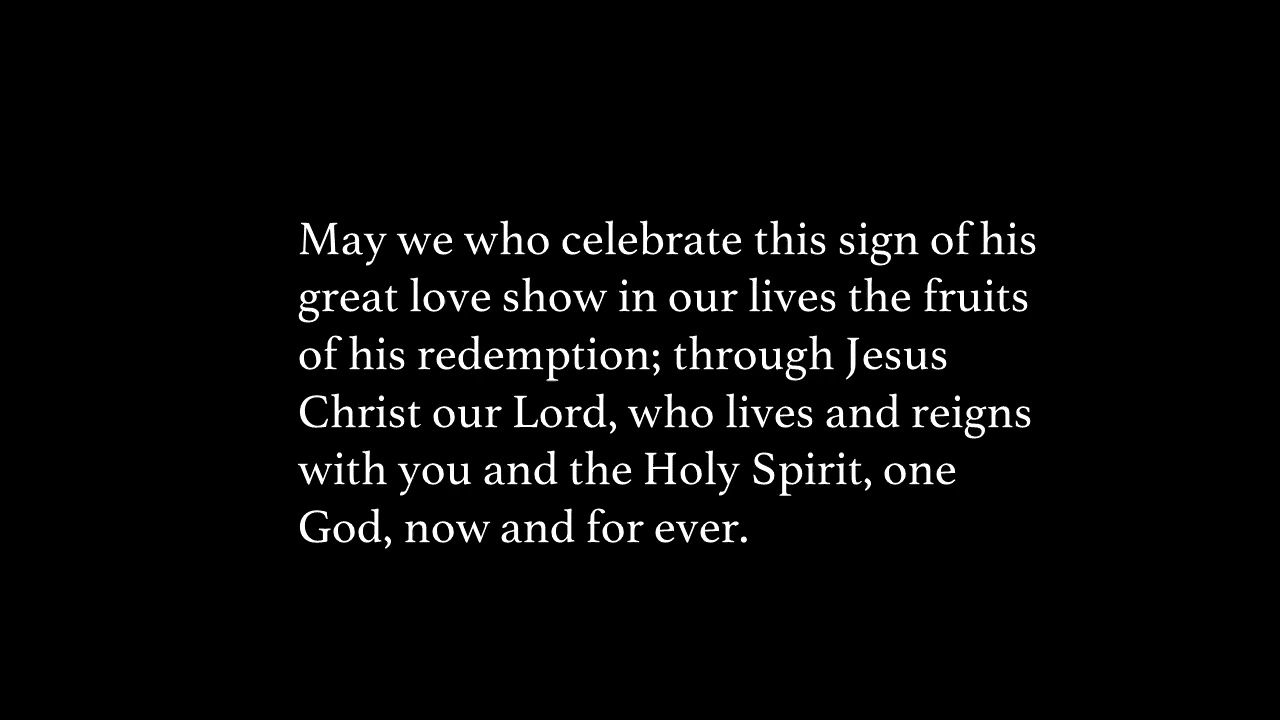 May we who celebrate this sign of his
great love show in our lives the fruits
of his redemption; through Jesus
Christ our Lord, who lives and reigns
with you and the Holy Spirit, one
God, now and for ever.